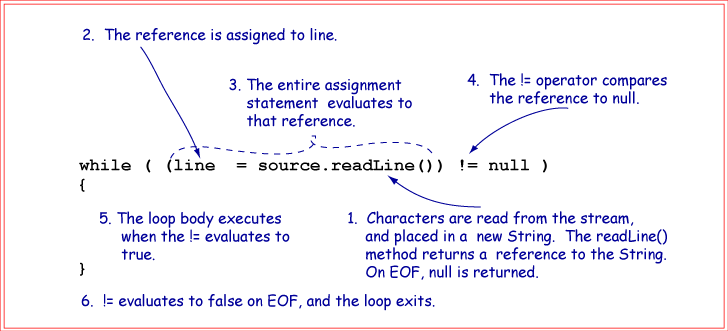 2. The reference is assigned to line.
3. The entire assignment
statement evaluates to
that reference.
4. The != operator compares
the reference to null.
while ( (line = source.readLine()) != null )
{
5. The loop body executes
when the != evaluates to
true.
1. Characters are read from the stream,
and placed in a new String. The readLine()
method returns a reference to the String.
On EOF, null is returned.
}
6. != evaluates to false on EOF, and the loop exits.